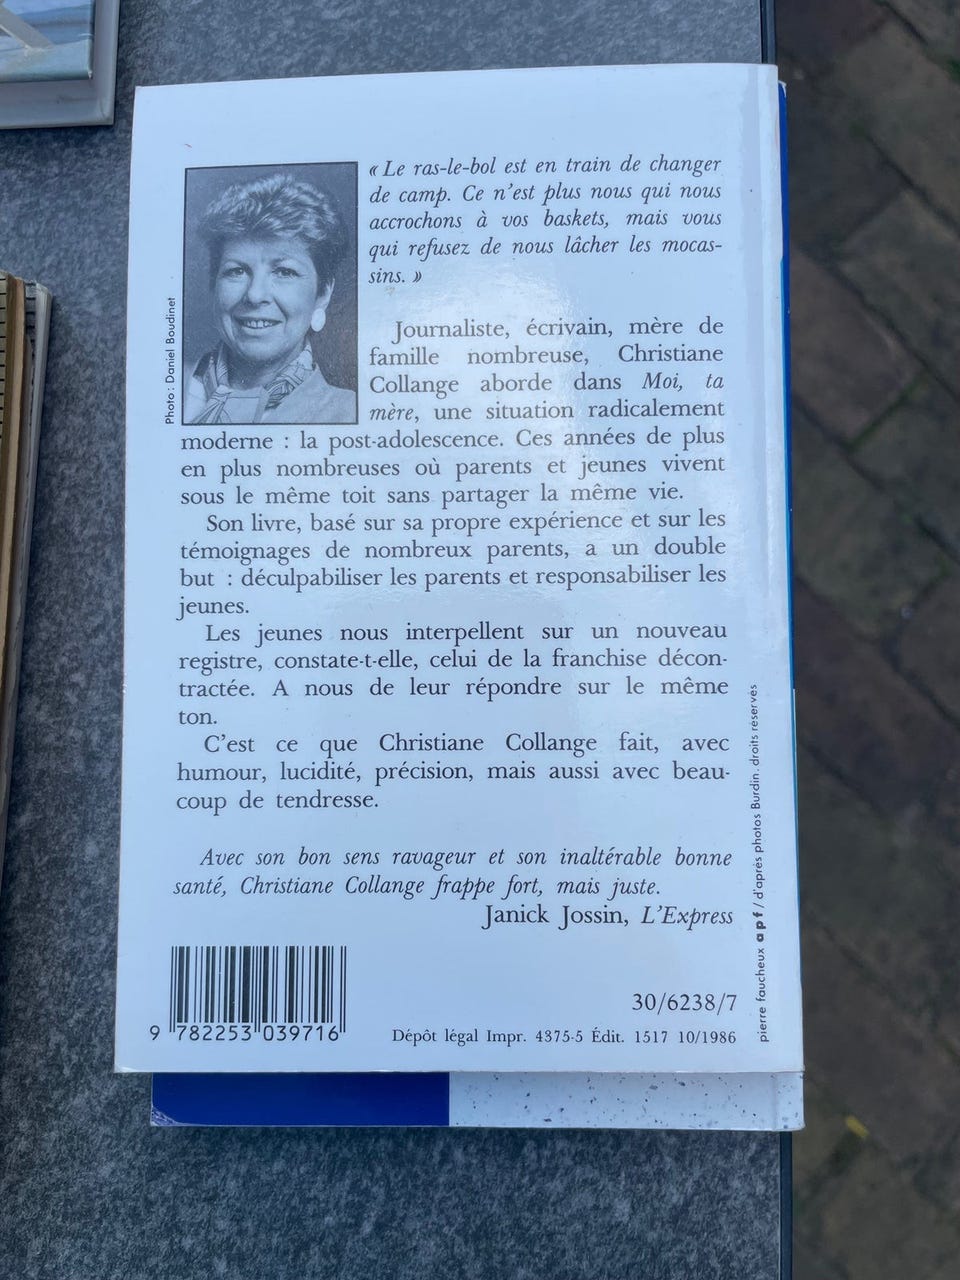 « Le ras-le-bol est en train de changer
de camp. Ce n'est plus nous qui nous
accrochons à vos baskets, mais vous
qui refusez de nous lâcher les mocas-
sins. »
Photo : Daniel Boudinet
Journaliste, écrivain, mère de
famille nombreuse, Christiane
Collange aborde dans Moi, ta
mère, une situation radicalement
moderne : la post-adolescence. Ces années de plus
en plus nombreuses où parents et jeunes vivent
sous le même toit sans partager la même vie.
Son livre, basé sur sa propre expérience et sur les
témoignages de nombreux parents, a un double
but : déculpabiliser les parents et responsabiliser les
jeunes.
Les jeunes nous interpellent sur un nouveau
registre, constate-t-elle, celui de la franchise décon-
tractée. A nous de leur répondre sur le même
ton.
C'est ce que Christiane Collange fait, avec
humour, lucidité, précision, mais aussi avec beau-
coup de tendresse.
Avec son bon sens ravageur et son inaltérable bonne
santé, Christiane Collange frappe fort, mais juste.
Janick Jossin, L'Express
pierre faucheux apf / d'après photos Burdin. droits réservés
30/6238/7
9 782253 039716
Dépôt légal Impr. 4375-5 Édit. 1517 10/1986